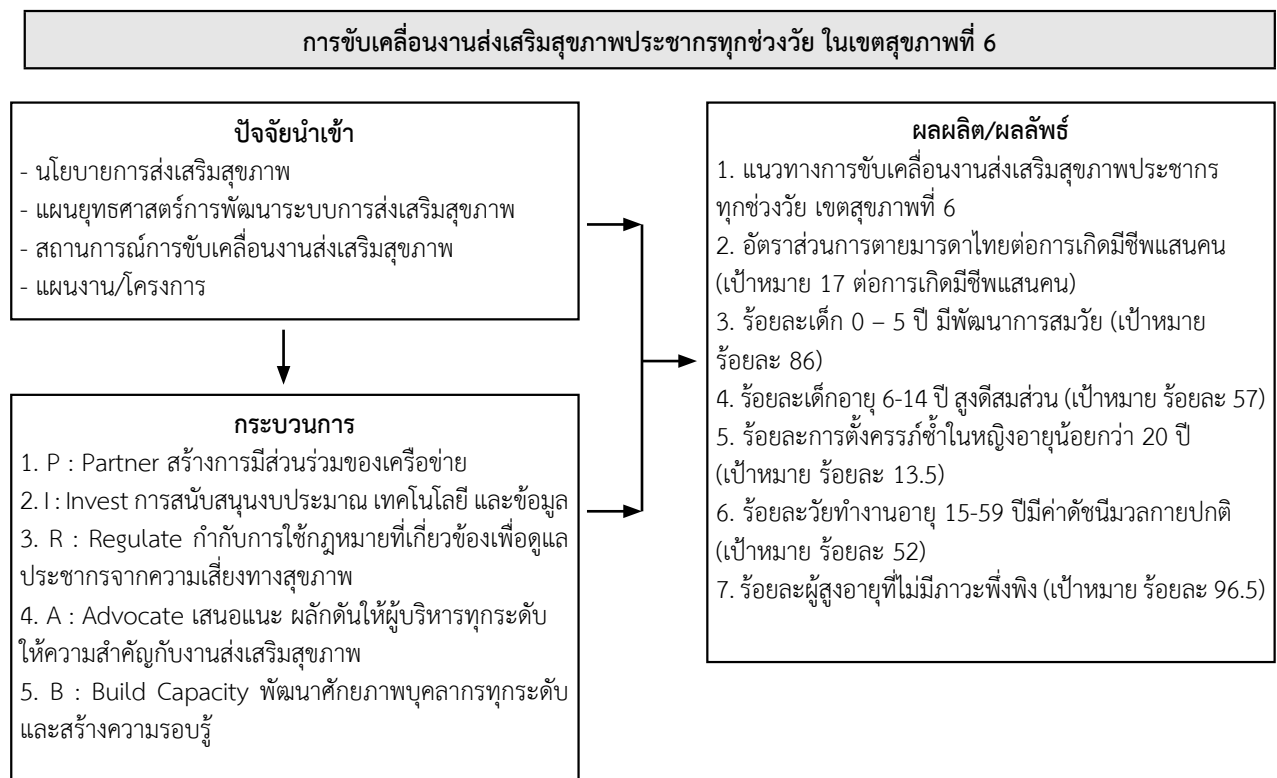 การขับเคลื่อนงานส่งเสริมสุขภาพประชากรทุกช่วงวัย ในเขตสุขภาพที่ 6
ปัจจัยนำเข้า
- นโยบายการส่งเสริมสุขภาพ
- แผนยุทธศาสตร์การพัฒนาระบบการส่งเสริมสุขภาพ
- สถานการณ์การขับเคลื่อนงานส่งเสริมสุขภาพ
- แผนงาน/โครงการ
กระบวนการ
1. P : Partner สร้างการมีส่วนร่วมของเครือข่าย
2. I : Invest การสนับสนุนงบประมาณ เทคโนโลยี และข้อมูล
3. R : Regulate กำกับการใช้กฎหมายที่เกี่ยวข้องเพื่อดูแล
ประชากรจากความเสี่ยงทางสุขภาพ
4. A : Advocate เสนอแนะ ผลักดันให้ผู้บริหารทุกระดับ
ให้ความสำคัญกับงานส่งเสริมสุขภาพ
5. B : Build Capacity พัฒนาศักยภาพบุคลากรทุกระดับ
และสร้างความรอบรู้
ผลผลิต/ผลลัพธ์
1. แนวทางการขับเคลื่อนงานส่งเสริมสุขภาพประชากร
ทุกช่วงวัย เขตสุขภาพที่ 6
2. อัตราส่วนการตายมารดาไทยต่อการเกิดมีชีพแสนคน
(เป้าหมาย 17 ต่อการเกิดมีชีพแสนคน)
3. ร้อยละเด็ก 0 – 5 ปี มีพัฒนาการสมวัย (เป้าหมาย
ร้อยละ 86)
4. ร้อยละเด็กอายุ 6-14 ปี สูงดีสมส่วน (เป้าหมาย ร้อยละ 57)
5. ร้อยละการตั้งครรภ์ซ้ำในหญิงอายุน้อยกว่า 20 ปี
(เป้าหมาย ร้อยละ 13.5)
6. ร้อยละวัยทำงานอายุ 15-59 ปีมีค่าดัชนีมวลกายปกติ
(เป้าหมาย ร้อยละ 52)
7. ร้อยละผู้สูงอายุที่ไม่มีภาวะพึ่งพิง (เป้าหมาย ร้อยละ 96.5)